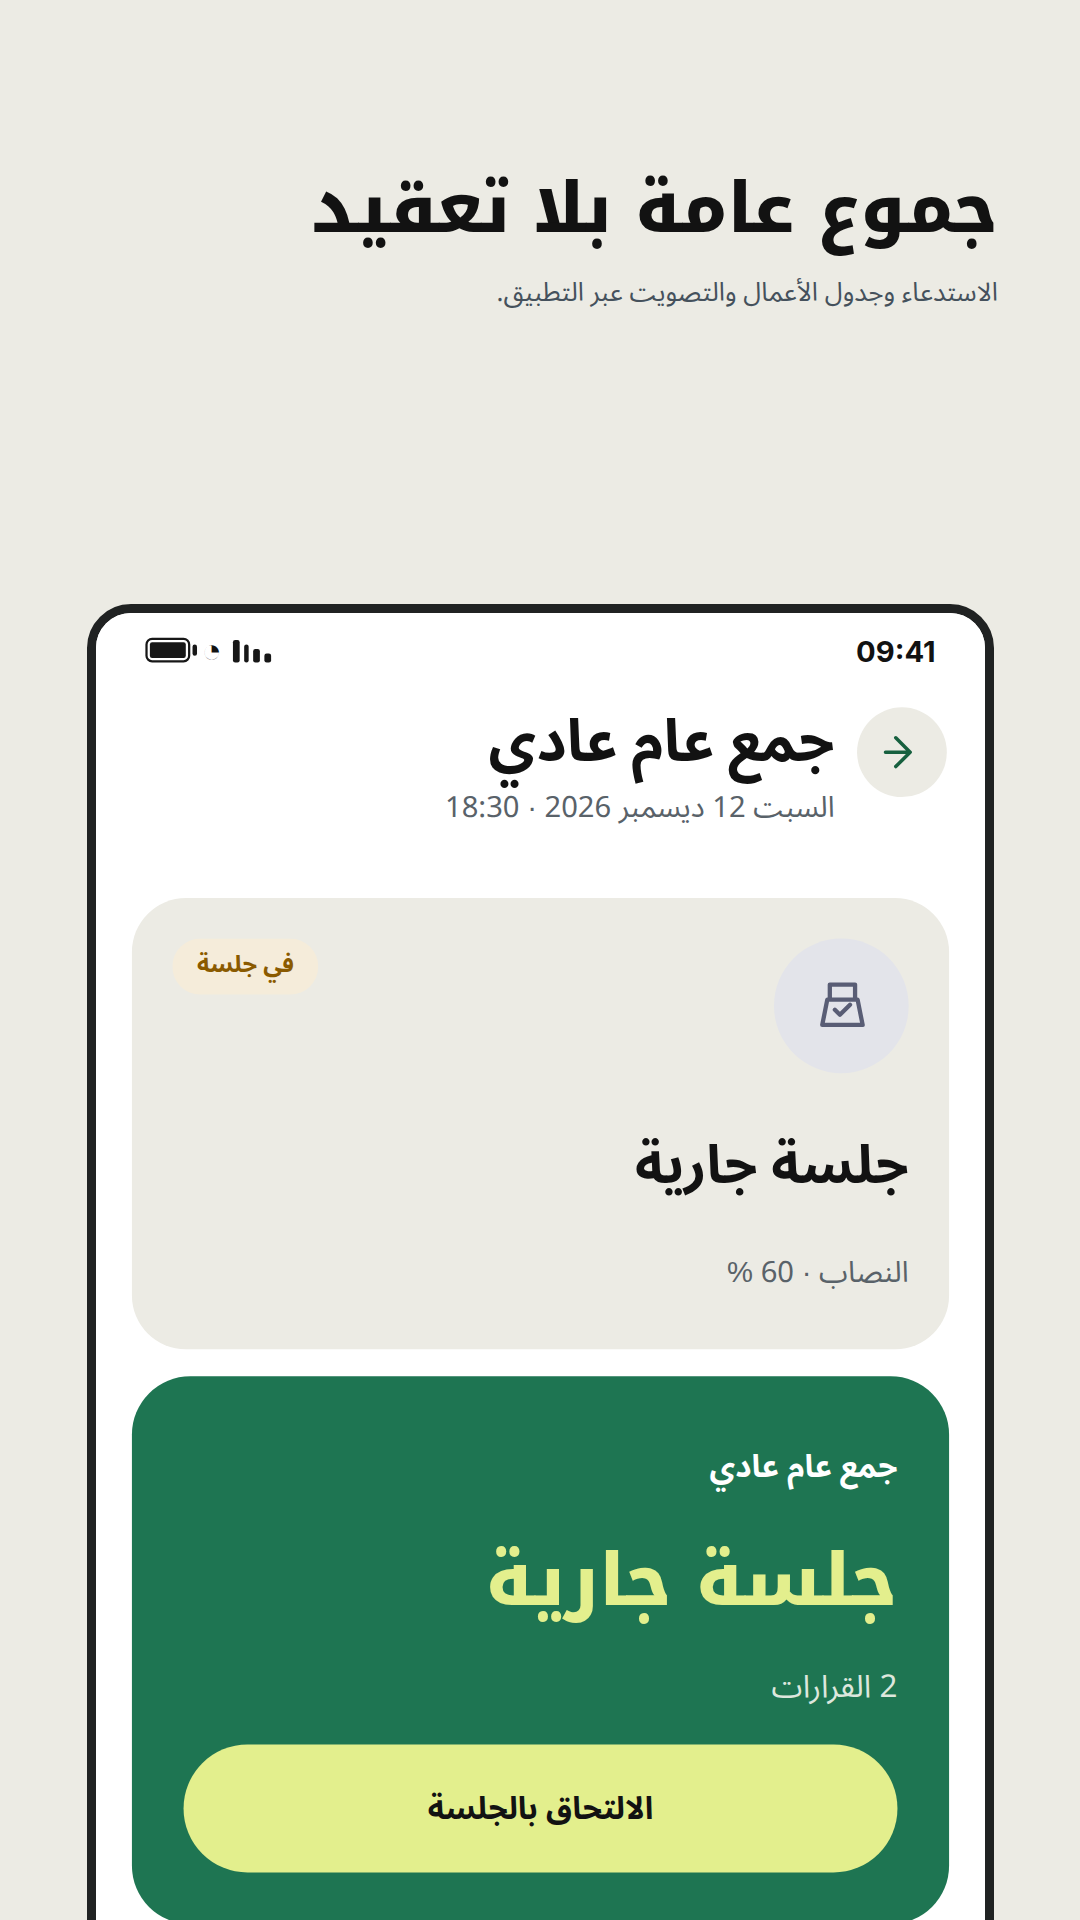 جموع عامة بلا تعقيد
الاستدعاء وجدول الأعمال والتصويت عبر التطبيق.
09:41
جمع عام عادي
السبت 12 ديسمبر 2026 · 18:30
في جلسة
جلسة جارية
النصاب · 60 %
جمع عام عادي
جلسة جارية
2 القرارات
الالتحاق بالجلسة